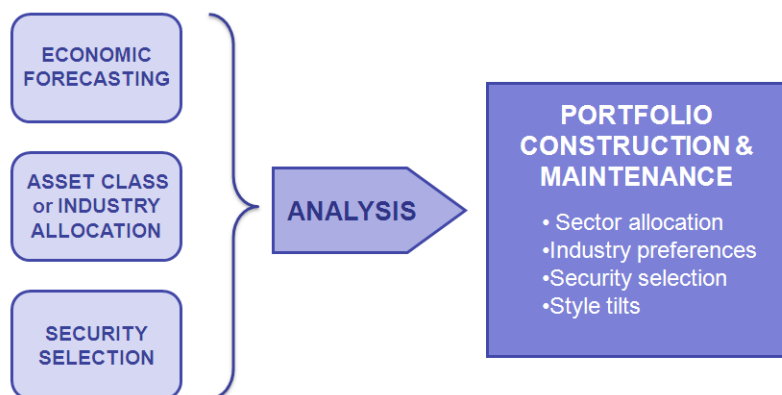 ECONOMIC
FORECASTING
ASSET CLASS
or INDUSTRY
ALLOCATION
SECURITY
SELECTION
ANALYSIS
PORTFOLIO
CONSTRUCTION &
MAINTENANCE
• Sector allocation
•Industry preferences
•Security selection
•Style tilts